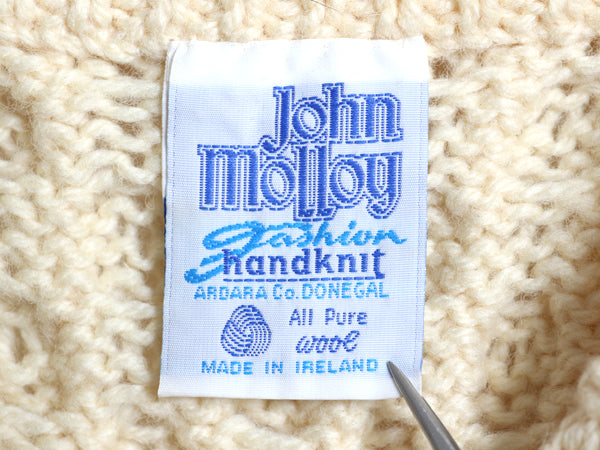 John
Molloy
fashion
handknit
ARDARA Co. DONEGAL
All Pure
wool
MADE IN IRELAND